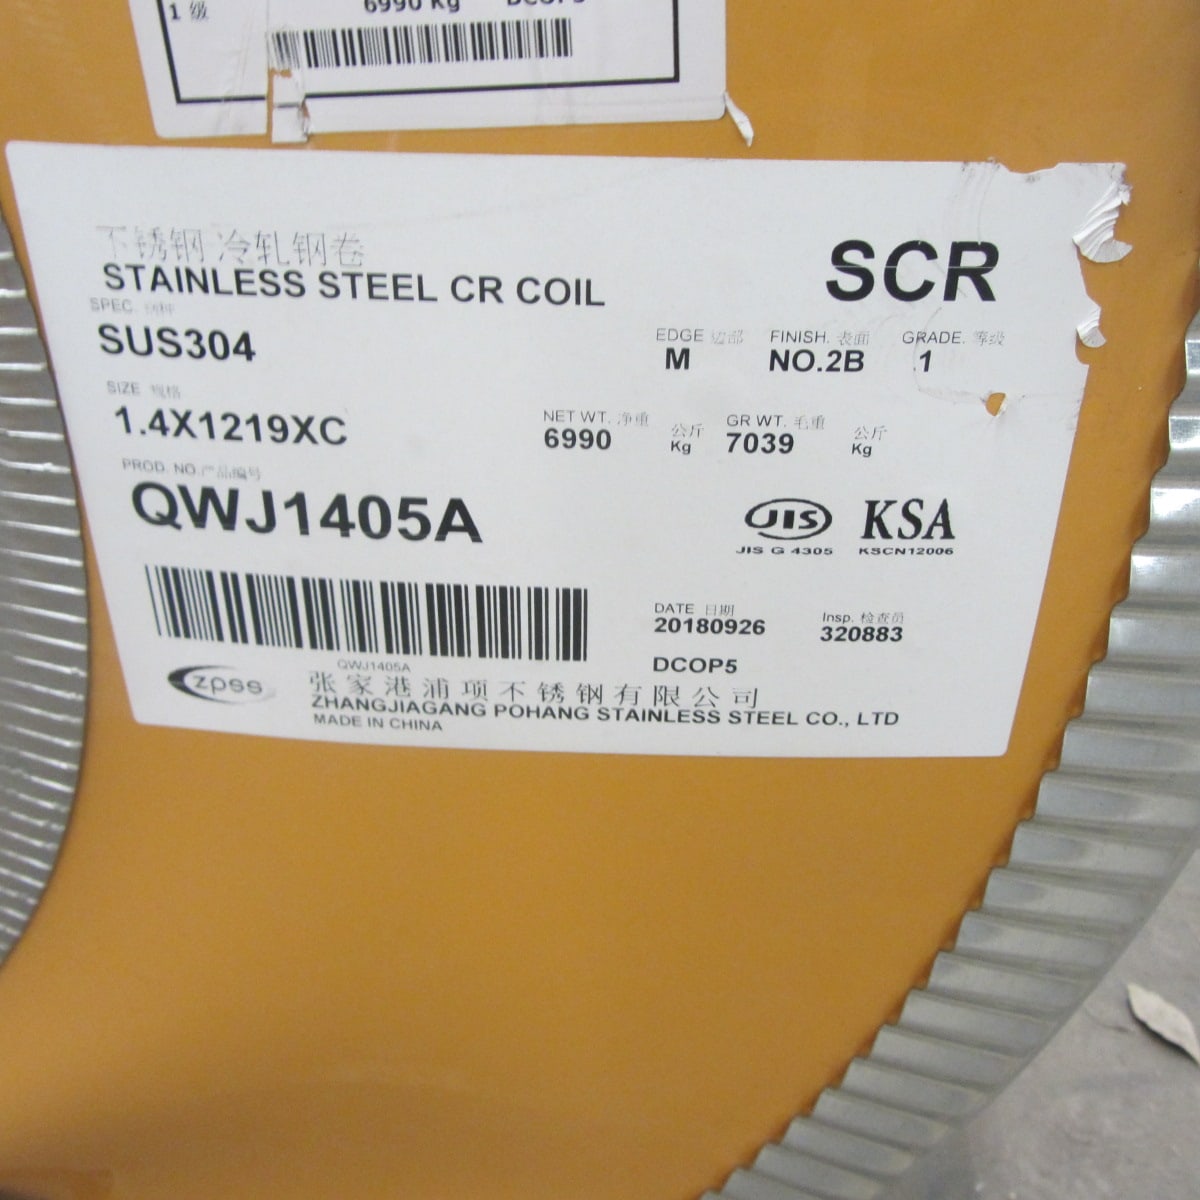 1 级 6990 Kg DCOP5
不锈钢 冷轧钢卷
STAINLESS STEEL CR COIL
SCR
SPEC. 钢种
SUS304
EDGE 边部 FINISH. 表面 GRADE. 等级
M NO.2B 1
SIZE 规格
1.4X1219XC
NET WT. 净重 公斤 GR WT. 毛重 公斤
6990 Kg 7039 Kg
PROD. NO.产品编号
QWJ1405A
JIS KSA
JIS G 4305 KSCN12006
DATE 日期 Insp. 检查员
20180926 320883
QWJ1405A
DCOP5
zpss
张家港浦项不锈钢有限公司
ZHANGJIAGANG POHANG STAINLESS STEEL CO., LTD
MADE IN CHINA